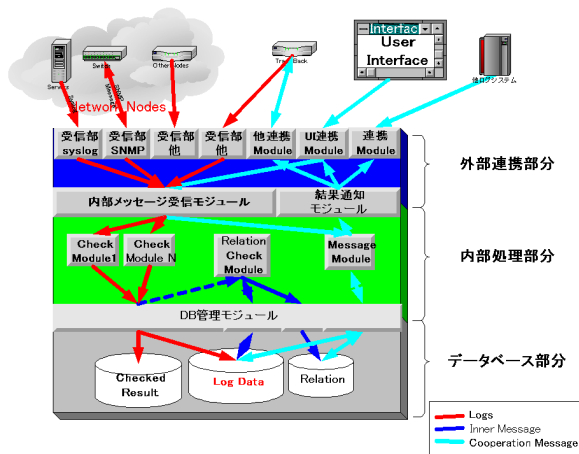 Interfac
User
Interface
Servers
Switch
Other Nodes
Trace Back
他ログシステム
Syslog
SNMP
Message
Network Nodes
受信部
syslog
受信部
SNMP
受信部
他
受信部
他
他連携
Module
UI連携
Module
連携
Module
外部連携部分
内部メッセージ受信モジュール
結果通知
モジュール
Check
Module1
Check
Module N
Relation
Check
Module
Message
Module
内部処理部分
DB管理モジュール
Checked
Result
Log Data
Relation
データベース部分
Logs
Inner Message
Cooperation Message